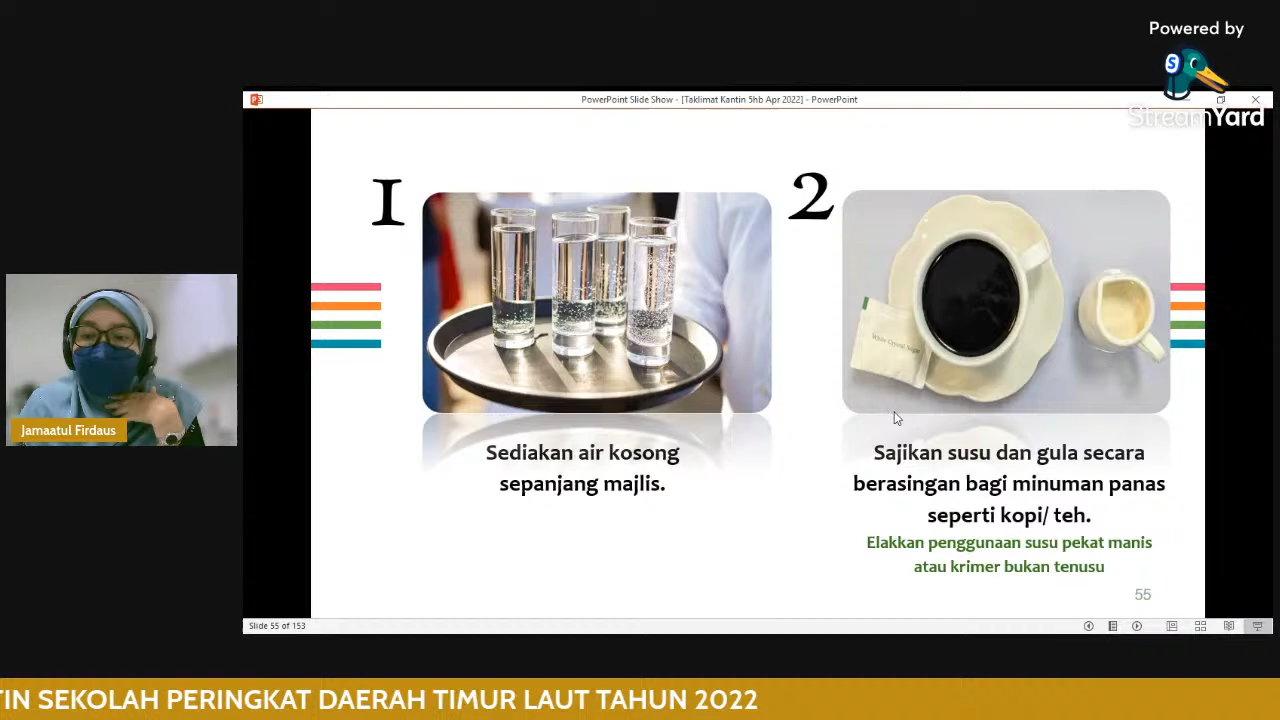 Powered by
S
StreamYard
PowerPoint Slide Show - [Taklimat Kantin 5hb Apr 2022] - PowerPoint
1
2
Sediakan air kosong
sepanjang majlis.
Sajikan susu dan gula secara
berasingan bagi minuman panas
seperti kopi/ teh.
Elakkan penggunaan susu pekat manis
atau krimer bukan tenusu
55
Slide 55 of 153
Jamaatul Firdaus
TIN SEKOLAH PERINGKAT DAERAH TIMUR LAUT TAHUN 2022